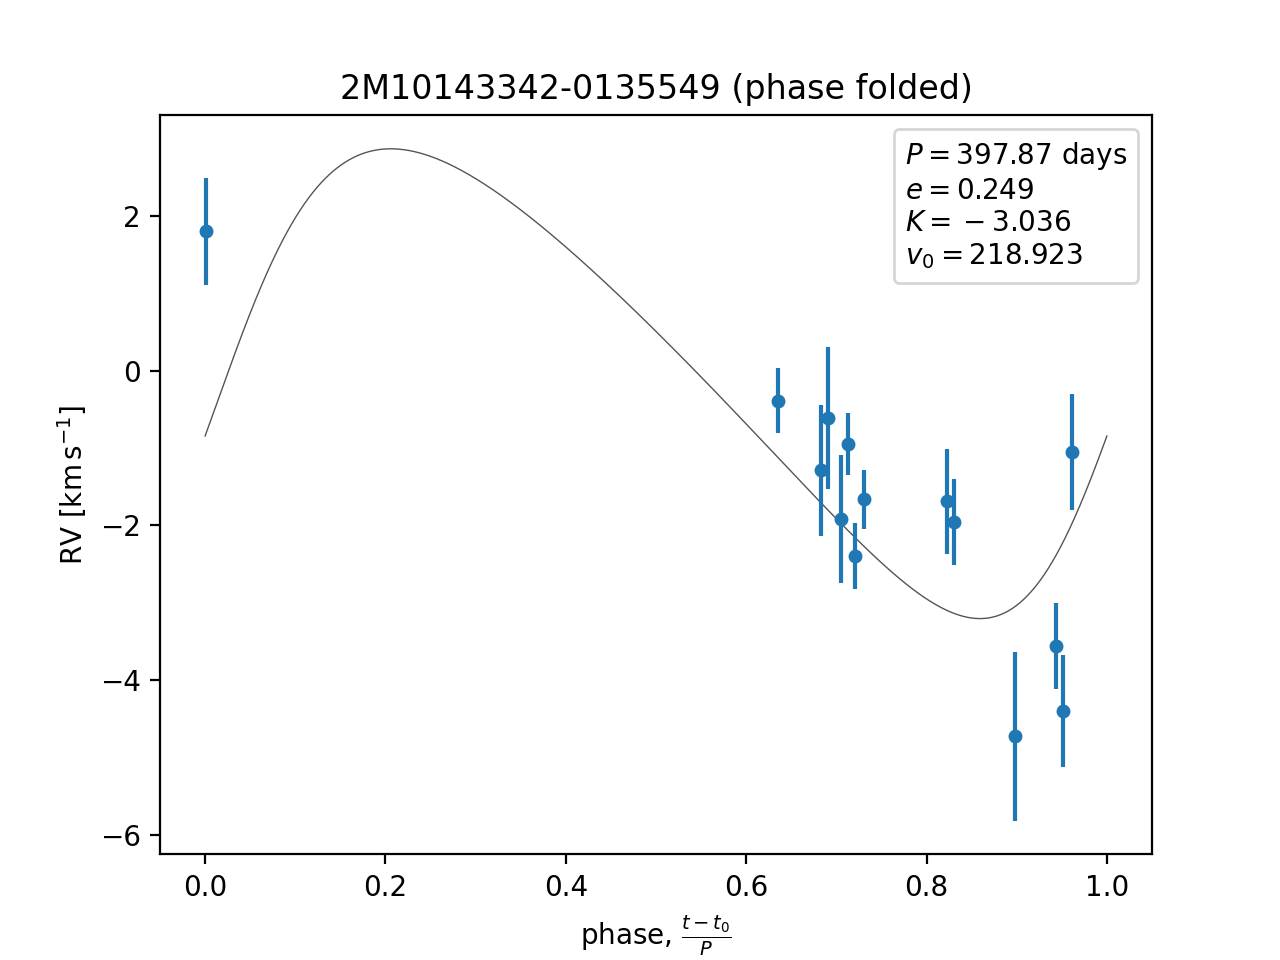 2M10143342-0135549 (phase folded)
P = 397.87 days
e = 0.249
K = −3.036
v₀ = 218.923
RV [km s⁻¹]
2
0
−2
−4
−6
0.0 0.2 0.4 0.6 0.8 1.0
phase, (t − t₀)/P